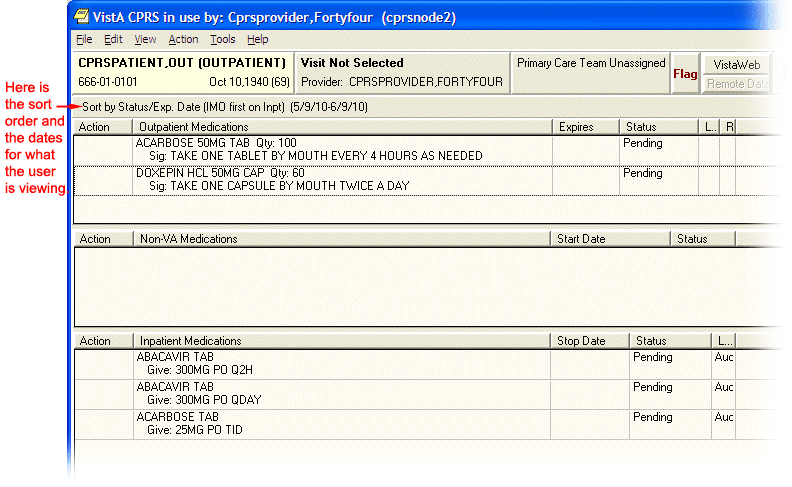 VistA CPRS in use by: Cprsprovider,Fortyfour (cprsnode2)
File Edit View Action Tools Help
CPRSPATIENT,OUT (OUTPATIENT)
666-01-0101 Oct 10,1940 (69)
Visit Not Selected
Provider: CPRSPROVIDER,FORTYFOUR
Primary Care Team Unassigned
Flag
VistaWeb
Remote Data
Here is
the sort
order and
the dates
for what
the user
is viewing
Sort by Status/Exp. Date (IMO first on Inpt) (5/9/10-6/9/10)
Action Outpatient Medications Expires Status L... R
ACARBOSE 50MG TAB Qty: 100 Pending
Sig: TAKE ONE TABLET BY MOUTH EVERY 4 HOURS AS NEEDED
DOXEPIN HCL 50MG CAP Qty: 60 Pending
Sig: TAKE ONE CAPSULE BY MOUTH TWICE A DAY
Action Non-VA Medications Start Date Status
Action Inpatient Medications Stop Date Status L...
ABACAVIR TAB Pending Auc
Give: 300MG PO Q2H
ABACAVIR TAB Pending Auc
Give: 300MG PO QDAY
ACARBOSE TAB Pending Auc
Give: 25MG PO TID